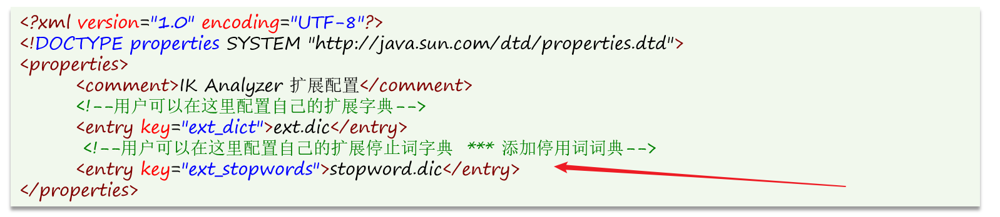 <?xml version="1.0" encoding="UTF-8"?>
<!DOCTYPE properties SYSTEM "http://java.sun.com/dtd/properties.dtd">
<properties>
<comment>IK Analyzer 扩展配置</comment>
<!--用户可以在这里配置自己的扩展字典-->
<entry key="ext_dict">ext.dic</entry>
<!--用户可以在这里配置自己的扩展停止词字典 *** 添加停用词词典-->
<entry key="ext_stopwords">stopword.dic</entry>
</properties>